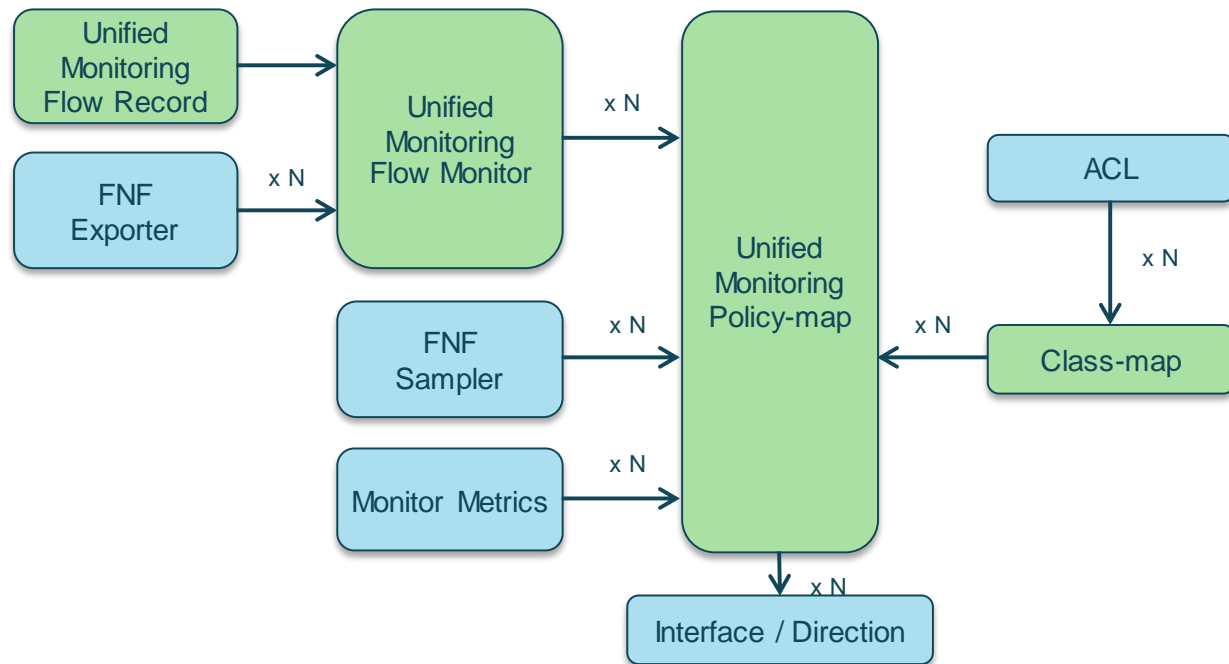 Unified
Monitoring
Flow Record
FNF
Exporter
x N
Unified
Monitoring
Flow Monitor
x N
FNF
Sampler
x N
Monitor Metrics
x N
Unified
Monitoring
Policy-map
ACL
x N
Class-map
x N
x N
Interface / Direction